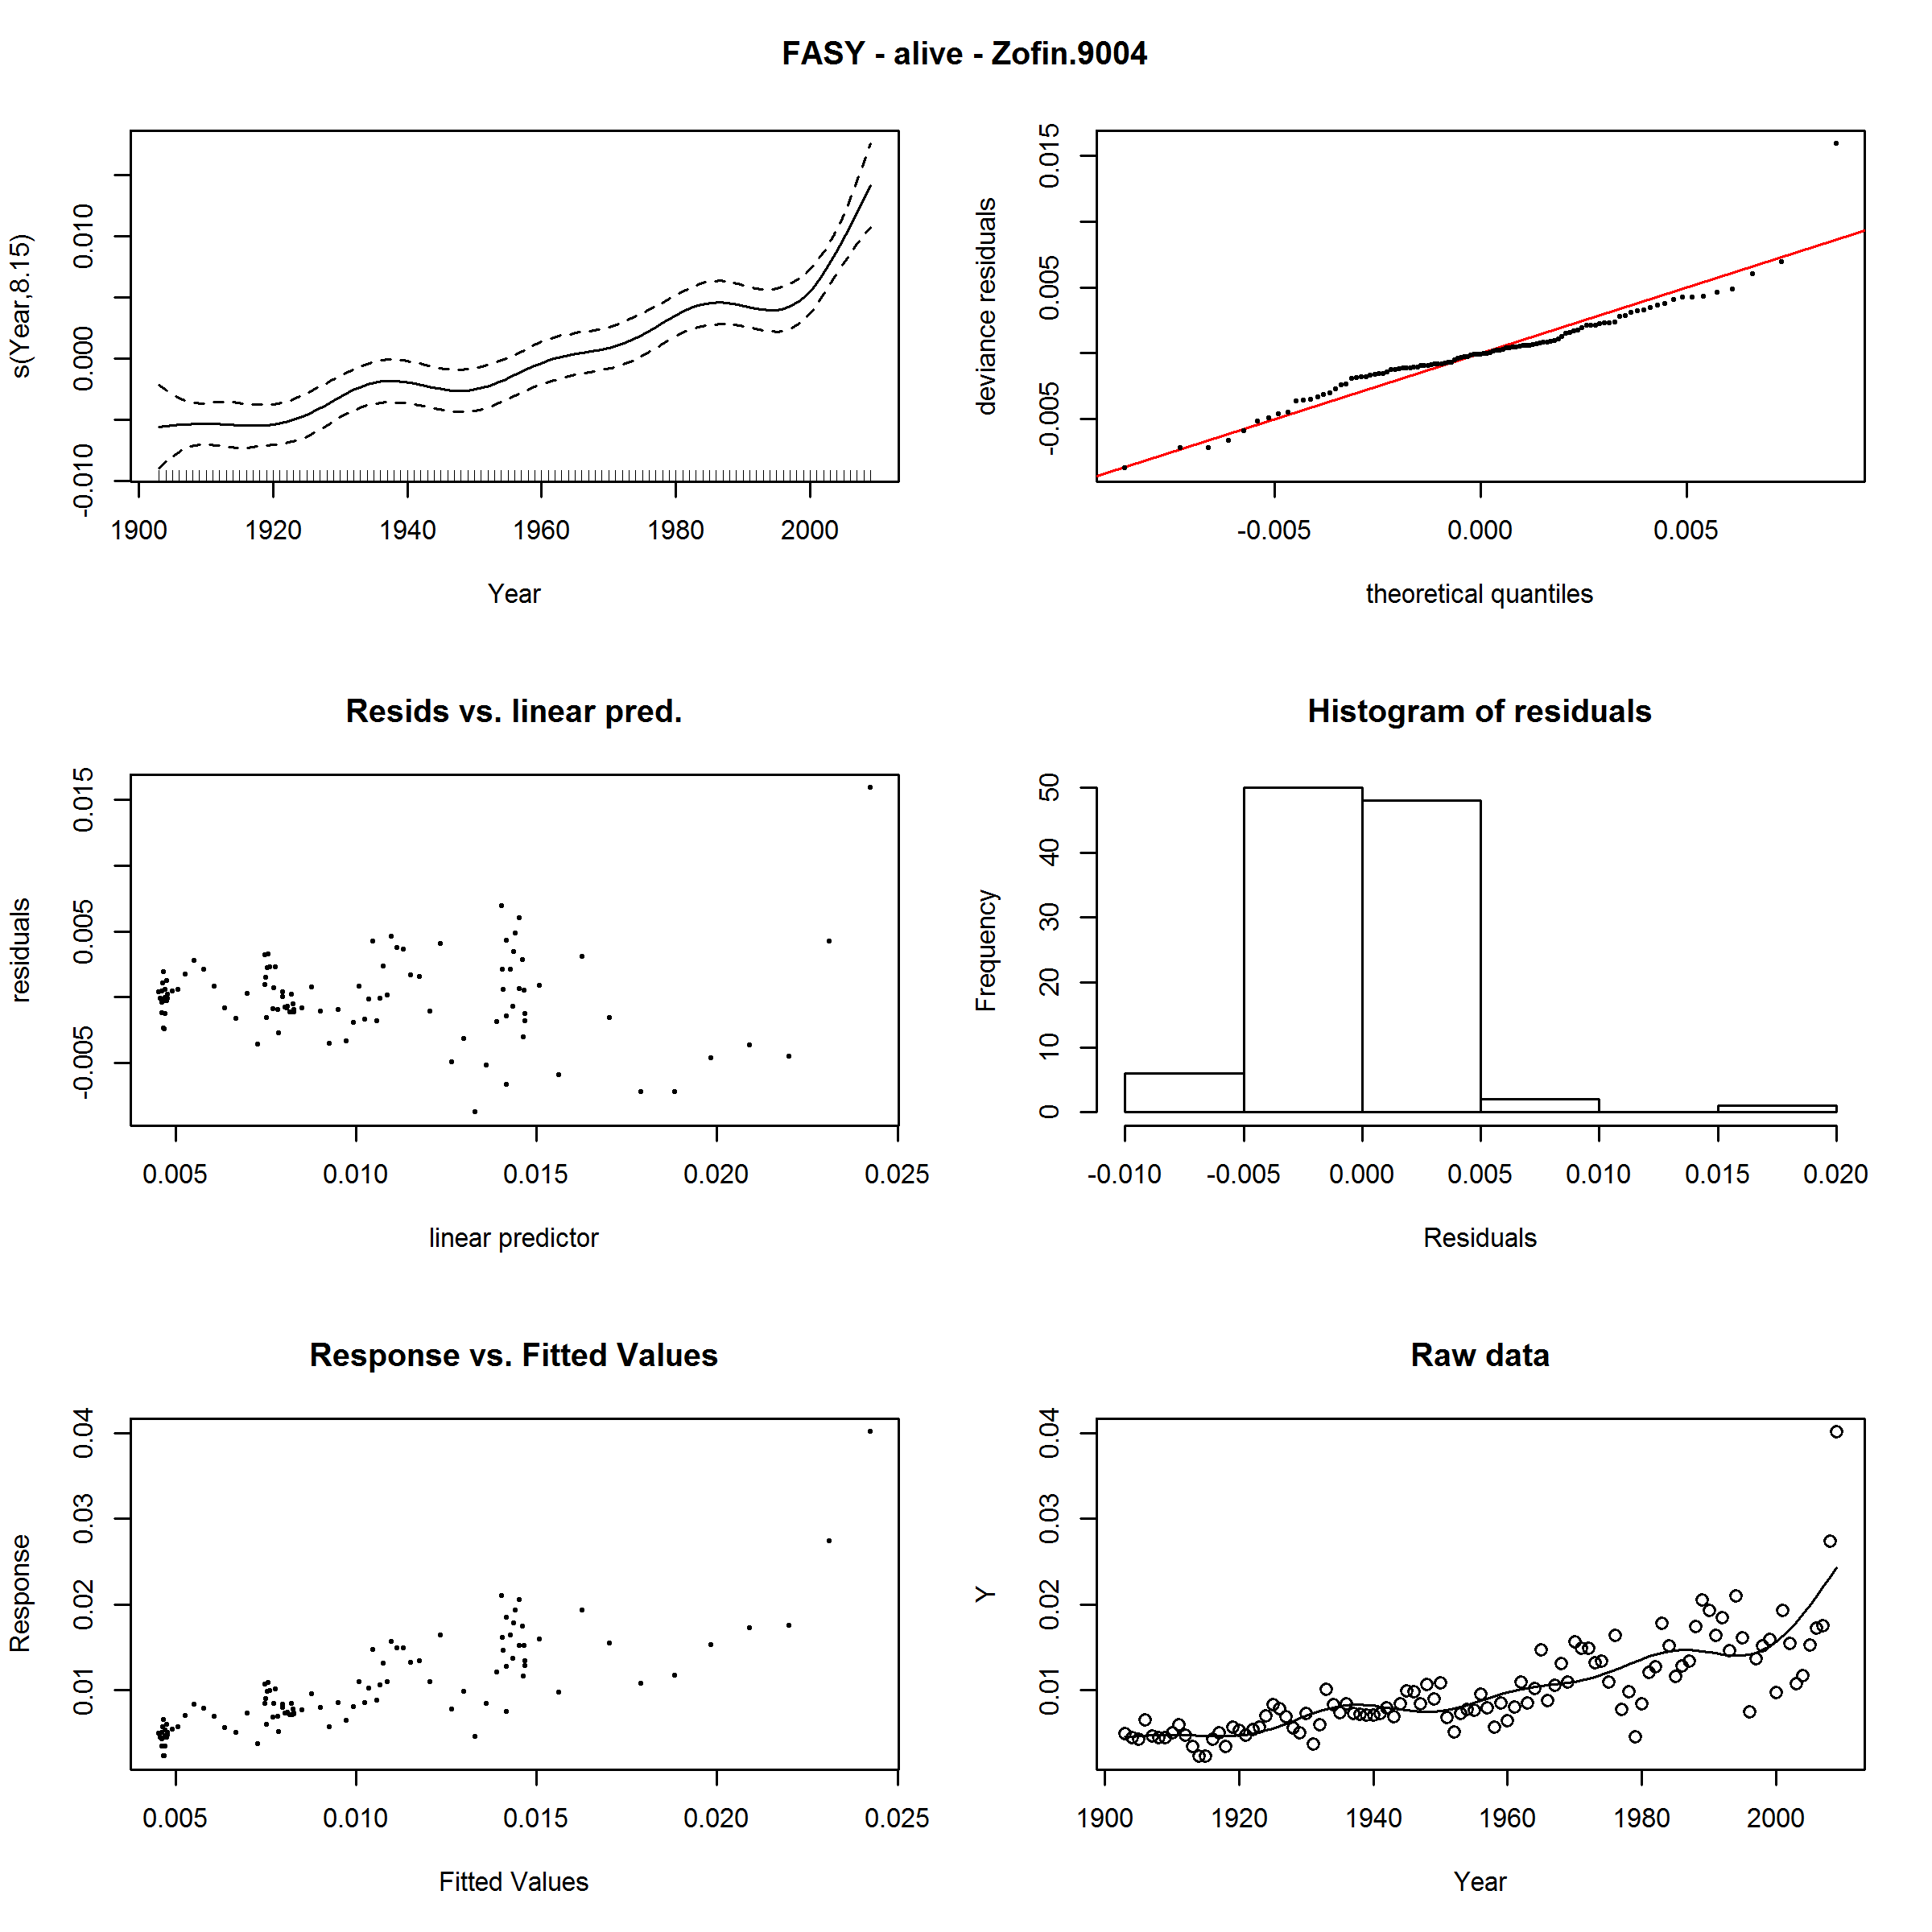 FASY - alive - Zofin.9004
s(Year,8.15)
0.010
0.000
-0.010
1900 1920 1940 1960 1980 2000
Year
deviance residuals
0.015
0.005
-0.005
-0.005 0.000 0.005
theoretical quantiles
Resids vs. linear pred.
residuals
0.015
0.005
-0.005
0.005 0.010 0.015 0.020 0.025
linear predictor
Histogram of residuals
Frequency
50
40
30
20
10
0
-0.010 -0.005 0.000 0.005 0.010 0.015 0.020
Residuals
Response vs. Fitted Values
Response
0.04
0.03
0.02
0.01
0.005 0.010 0.015 0.020 0.025
Fitted Values
Raw data
Y
0.04
0.03
0.02
0.01
1900 1920 1940 1960 1980 2000
Year